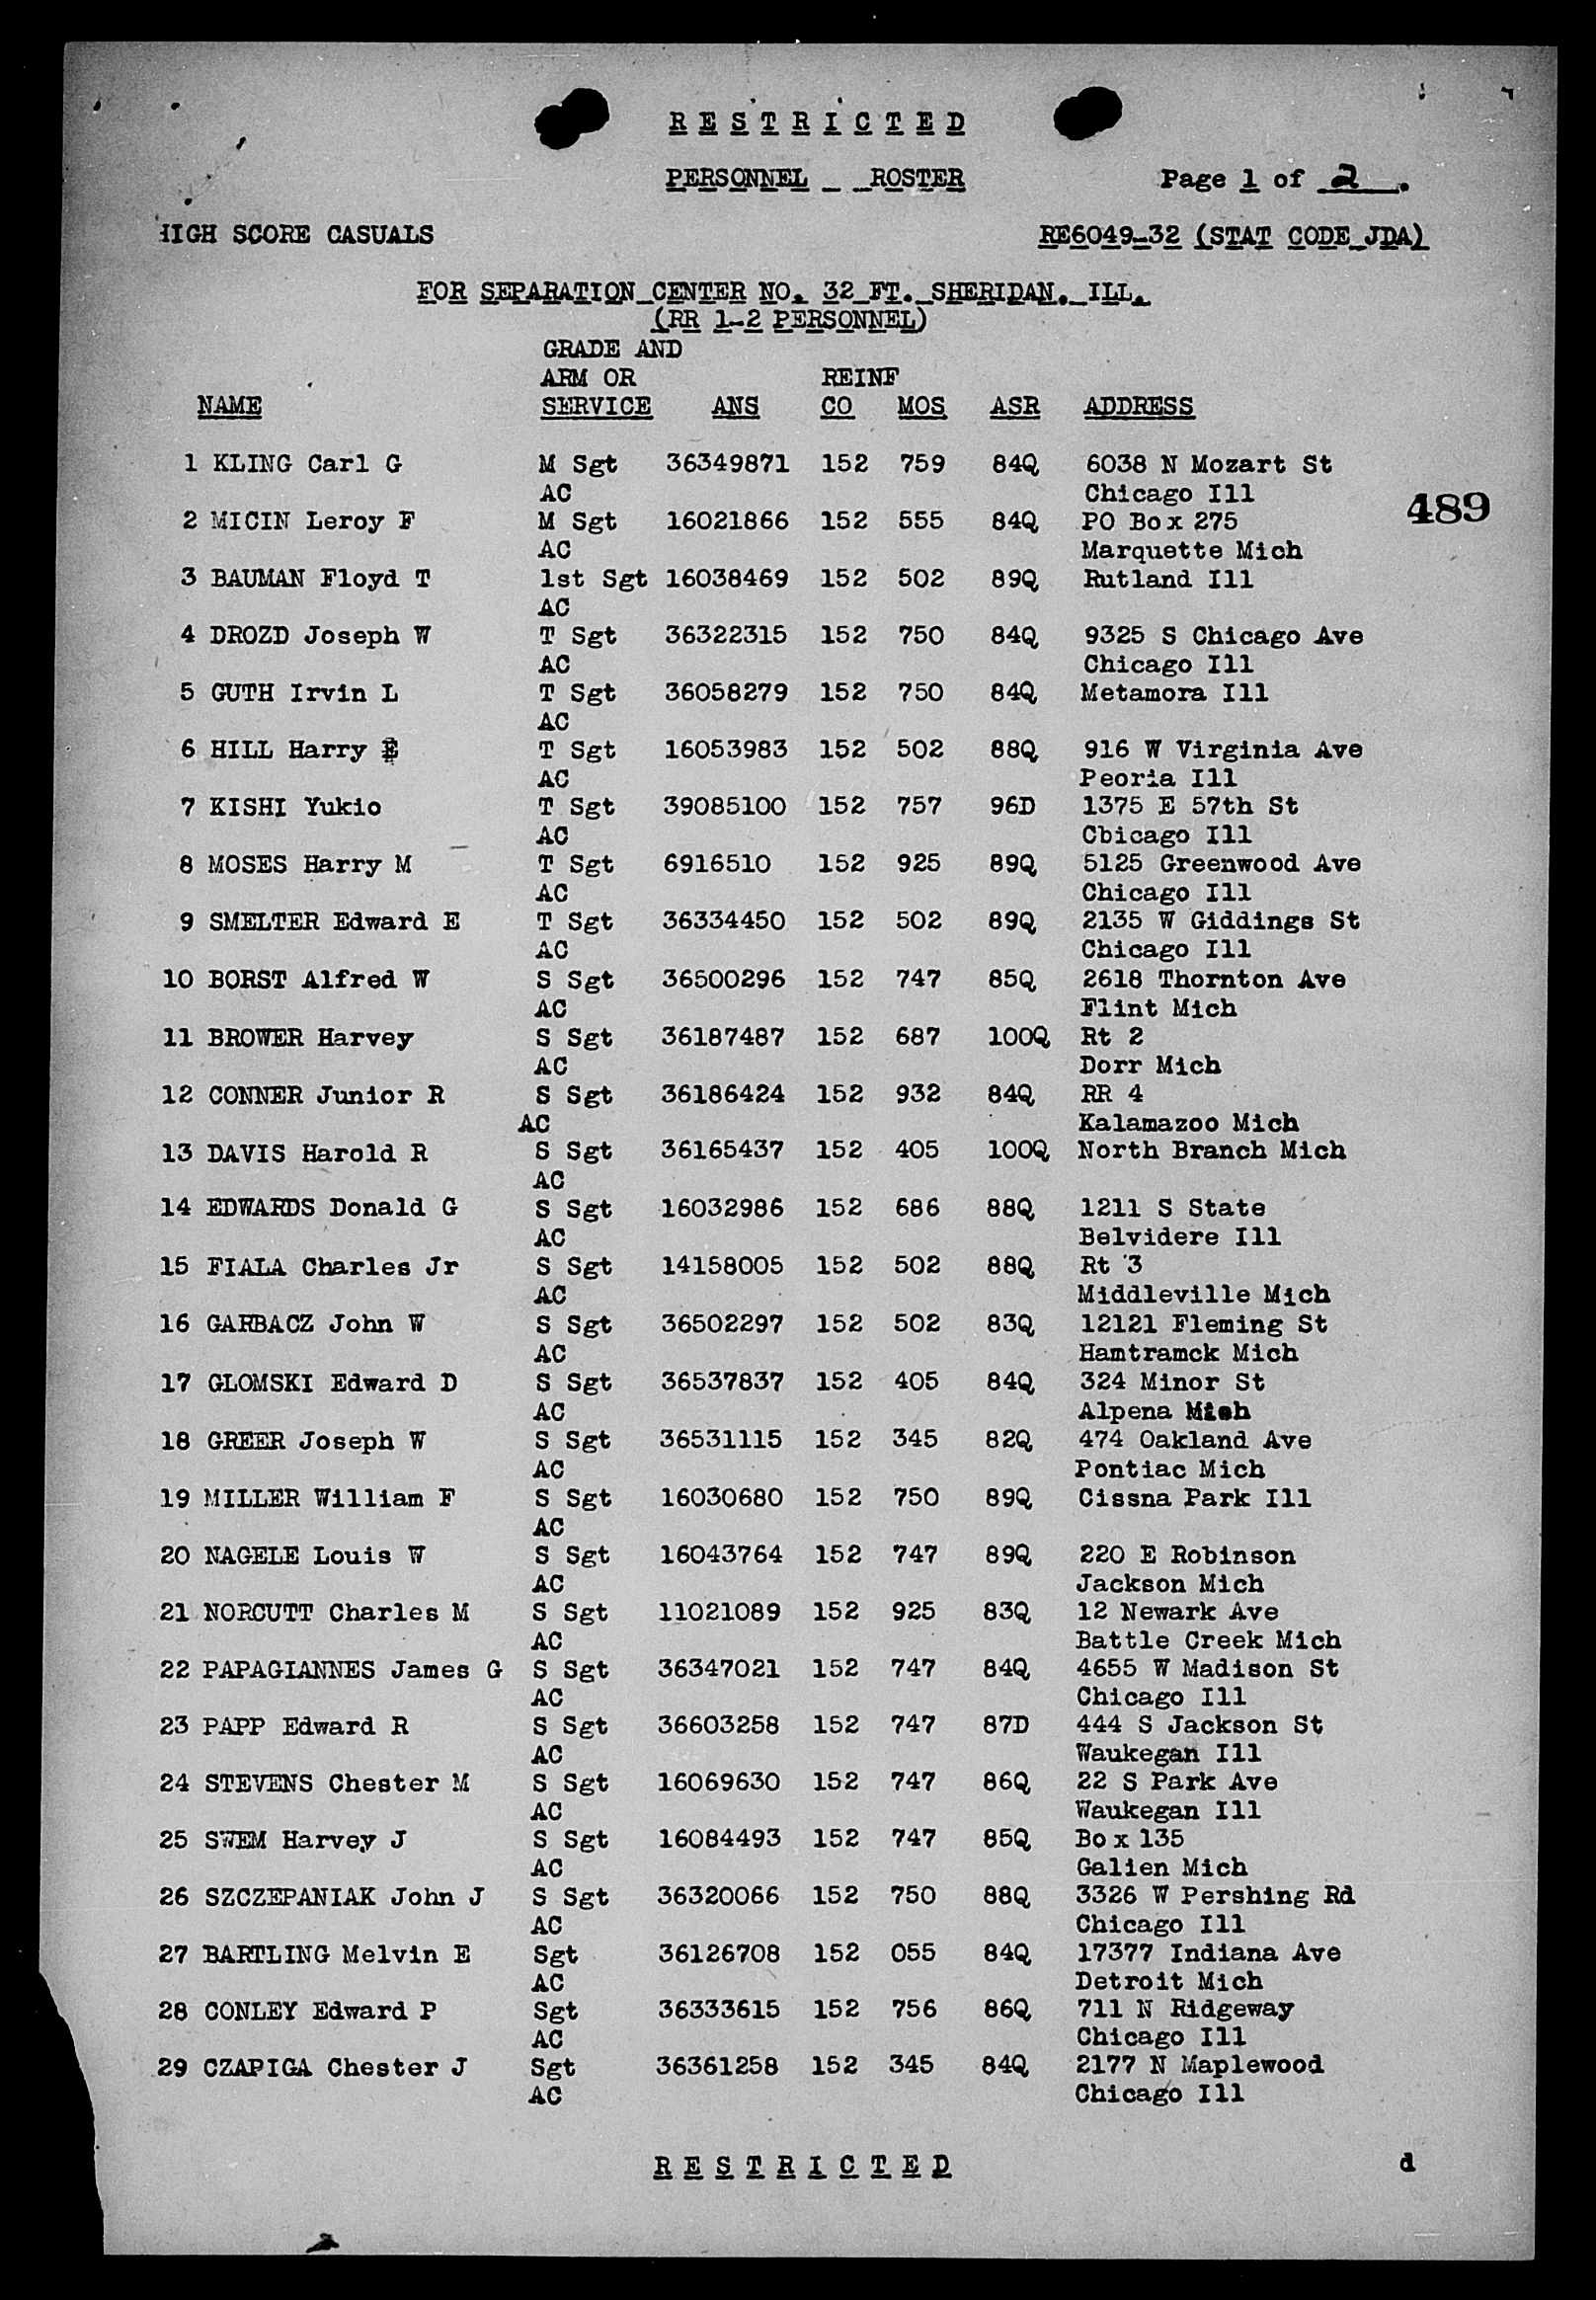 RESTRICTED
PERSONNEL ROSTER Page 1 of 2.
HIGH SCORE CASUALS RE6049-32 (STAT CODE JDA)
FOR SEPARATION CENTER NO. 32 FT. SHERIDAN. ILL.
(RR 1-2 PERSONNEL)
GRADE AND
ARM OR REINF
NAME SERVICE ANS CO MOS ASR ADDRESS
1 KLING Carl G M Sgt 36349871 152 759 84Q 6038 N Mozart St
AC Chicago Ill
489
2 MICIN Leroy F M Sgt 16021866 152 555 84Q PO Box 275
AC Marquette Mich
3 BAUMAN Floyd T 1st Sgt 16038469 152 502 89Q Rutland Ill
AC
4 DROZD Joseph W T Sgt 36322315 152 750 84Q 9325 S Chicago Ave
AC Chicago Ill
5 GUTH Irvin L T Sgt 36058279 152 750 84Q Metamora Ill
AC
6 HILL Harry E T Sgt 16053983 152 502 88Q 916 W Virginia Ave
AC Peoria Ill
7 KISHI Yukio T Sgt 39085100 152 757 96D 1375 E 57th St
AC Cbicago Ill
8 MOSES Harry M T Sgt 6916510 152 925 89Q 5125 Greenwood Ave
AC Chicago Ill
9 SMELTER Edward E T Sgt 36334450 152 502 89Q 2135 W Giddings St
AC Chicago Ill
10 BORST Alfred W S Sgt 36500296 152 747 85Q 2618 Thornton Ave
AC Flint Mich
11 BROWER Harvey S Sgt 36187487 152 687 100Q Rt 2
AC Dorr Mich
12 CONNER Junior R S Sgt 36186424 152 932 84Q RR 4
AC Kalamazoo Mich
13 DAVIS Harold R S Sgt 36165437 152 405 100Q North Branch Mich
AC
14 EDWARDS Donald G S Sgt 16032986 152 686 88Q 1211 S State
AC Belvidere Ill
15 FIALA Charles Jr S Sgt 14158005 152 502 88Q Rt 3
AC Middleville Mich
16 GARBACZ John W S Sgt 36502297 152 502 83Q 12121 Fleming St
AC Hamtramck Mich
17 GLOMSKI Edward D S Sgt 36537837 152 405 84Q 324 Minor St
AC Alpena Mich
18 GREER Joseph W S Sgt 36531115 152 345 82Q 474 Oakland Ave
AC Pontiac Mich
19 MILLER William F S Sgt 16030680 152 750 89Q Cissna Park Ill
AC
20 NAGELE Louis W S Sgt 16043764 152 747 89Q 220 E Robinson
AC Jackson Mich
21 NORCUTT Charles M S Sgt 11021089 152 925 83Q 12 Newark Ave
AC Battle Creek Mich
22 PAPAGIANNES James G S Sgt 36347021 152 747 84Q 4655 W Madison St
AC Chicago Ill
23 PAPP Edward R S Sgt 36603258 152 747 87D 444 S Jackson St
AC Waukegan Ill
24 STEVENS Chester M S Sgt 16069630 152 747 86Q 22 S Park Ave
AC Waukegan Ill
25 SWEM Harvey J S Sgt 16084493 152 747 85Q Box 135
AC Galien Mich
26 SZCZEPANIAK John J S Sgt 36320066 152 750 88Q 3326 W Pershing Rd
AC Chicago Ill
27 BARTLING Melvin E Sgt 36126708 152 055 84Q 17377 Indiana Ave
AC Detroit Mich
28 CONLEY Edward P Sgt 36333615 152 756 86Q 711 N Ridgeway
AC Chicago Ill
29 CZAPIGA Chester J Sgt 36361258 152 345 84Q 2177 N Maplewood
AC Chicago Ill
RESTRICTED d